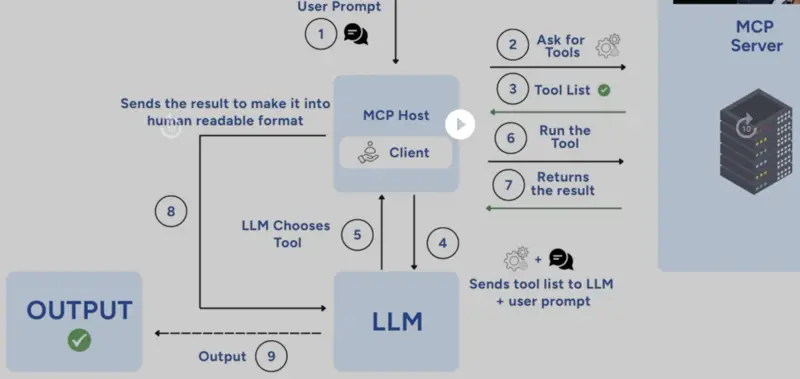 User Prompt
1
2
Ask for
Tools
MCP
Server
3
Tool List
Sends the result to make it into
human readable format
MCP Host
Client
6
Run the
Tool
10
7
Returns
the result
8
LLM Chooses
Tool
5
4
+
Sends tool list to LLM
+ user prompt
OUTPUT
LLM
Output
9